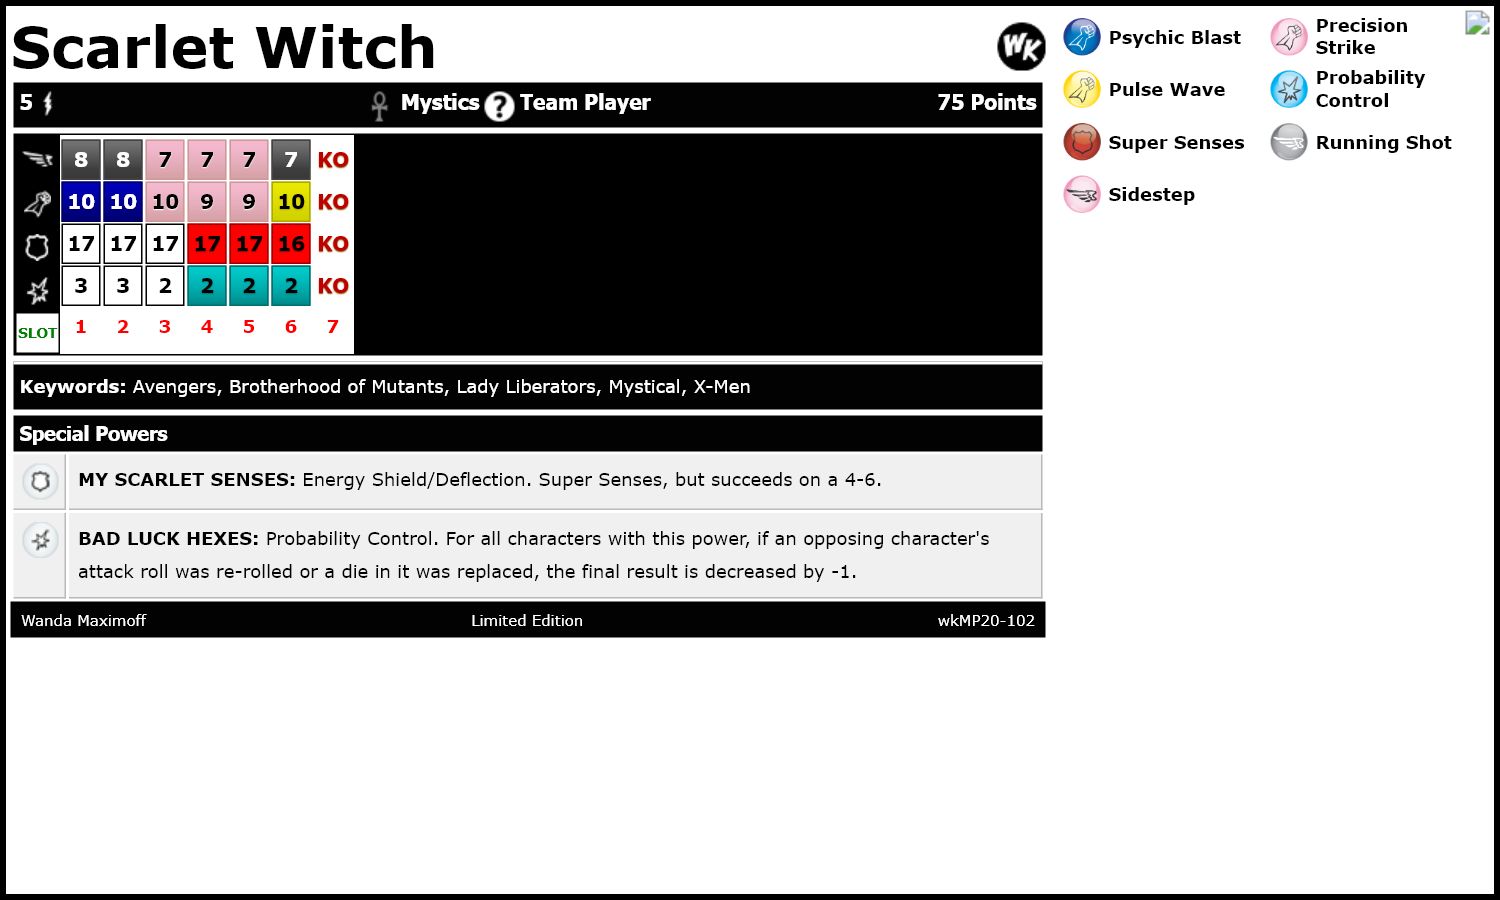 Scarlet Witch
WK
5 Mystics ? Team Player 75 Points
8 8 7 7 7 7 KO
10 10 10 9 9 10 KO
17 17 17 17 17 16 KO
3 3 2 2 2 2 KO
SLOT 1 2 3 4 5 6 7
Keywords: Avengers, Brotherhood of Mutants, Lady Liberators, Mystical, X-Men
Special Powers
MY SCARLET SENSES: Energy Shield/Deflection. Super Senses, but succeeds on a 4-6.
BAD LUCK HEXES: Probability Control. For all characters with this power, if an opposing character's
attack roll was re-rolled or a die in it was replaced, the final result is decreased by -1.
Wanda Maximoff Limited Edition wkMP20-102
Psychic Blast
Precision
Strike
Pulse Wave
Probability
Control
Super Senses
Running Shot
Sidestep